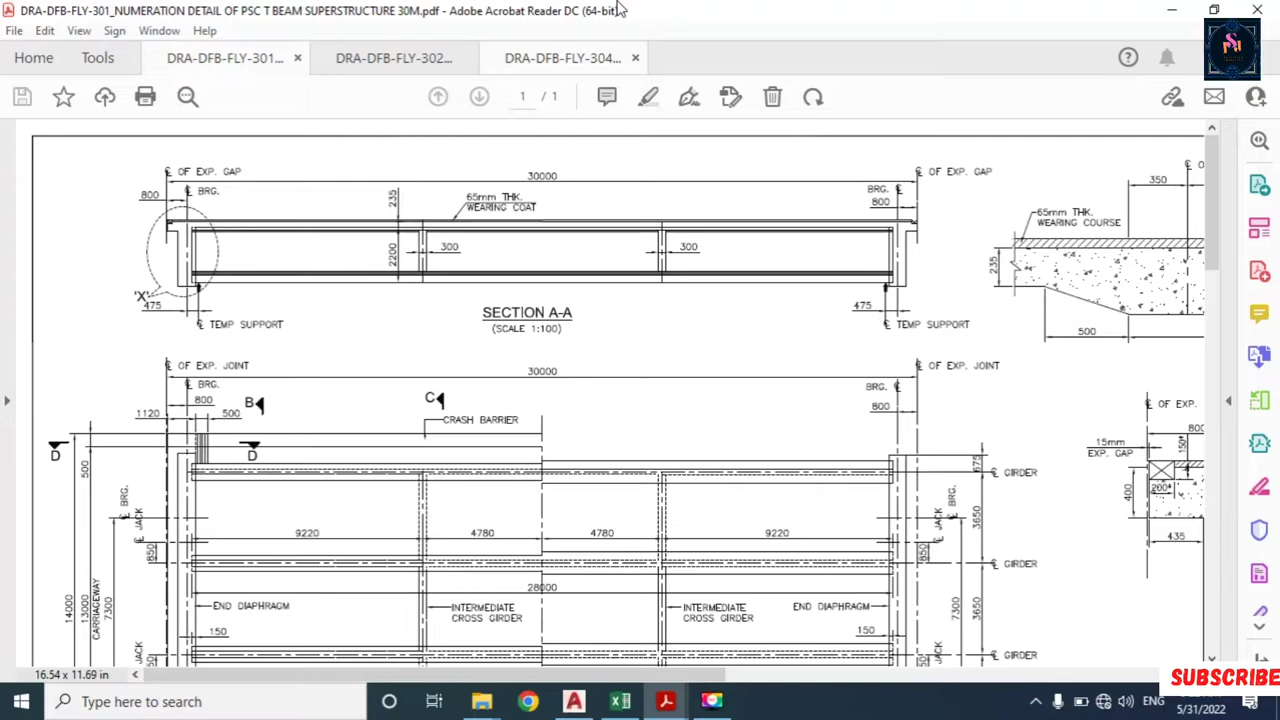 DRA-DFB-FLY-301_NUMERATION DETAIL OF PSC T BEAM SUPERSTRUCTURE 30M.pdf - Adobe Acrobat Reader DC (64-bit)
File Edit View Sign Window Help
Home Tools DRA-DFB-FLY-301... DRA-DFB-FLY-302... DRA-DFB-FLY-304...
1 / 1
℄ OF EXP. GAP
30000
℄ OF EXP. GAP
BRG.
BRG.
800
235
65mm THK.
WEARING COAT
800
350
65mm THK.
WEARING COURSE
2200
300
300
235
'X'
475
475
SECTION A-A
(SCALE 1:100)
℄ TEMP SUPPORT
℄ TEMP SUPPORT
500
℄ OF EXP. JOINT
30000
℄ OF EXP. JOINT
BRG.
BRG.
800
B
C
800
℄ OF EXP.
1120
500
CRASH BARRIER
800
D
D
15mm
EXP. GAP
150*
500
675
℄ GIRDER
200*
400
℄ BRG.
℄ JACK
9220
4780
4780
9220
℄ JACK
℄ BRG.
3650
435
850
850
℄ GIRDER
14000
13000
CARRAGEWAY
7300
28000
END DIAPHRAGM
INTERMEDIATE
CROSS GIRDER
INTERMEDIATE
CROSS GIRDER
END DIAPHRAGM
7300
3650
150
150
℄ JACK
℄ JACK
℄ GIRDER
16.54 x 11.69 in
SUBSCRIBE
Type here to search
ENG
5/31/2022